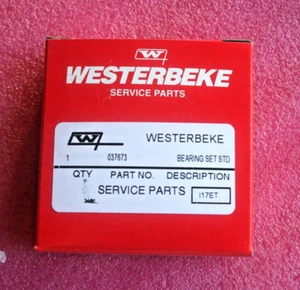 WESTERBEKE
SERVICE PARTS
WESTERBEKE
1 037673 BEARING SET STD
QTY PART NO. DESCRIPTION
SERVICE PARTS I17ET